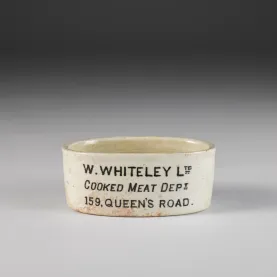 W. WHITELEY LTD
COOKED MEAT DEPT
159, QUEEN'S ROAD.